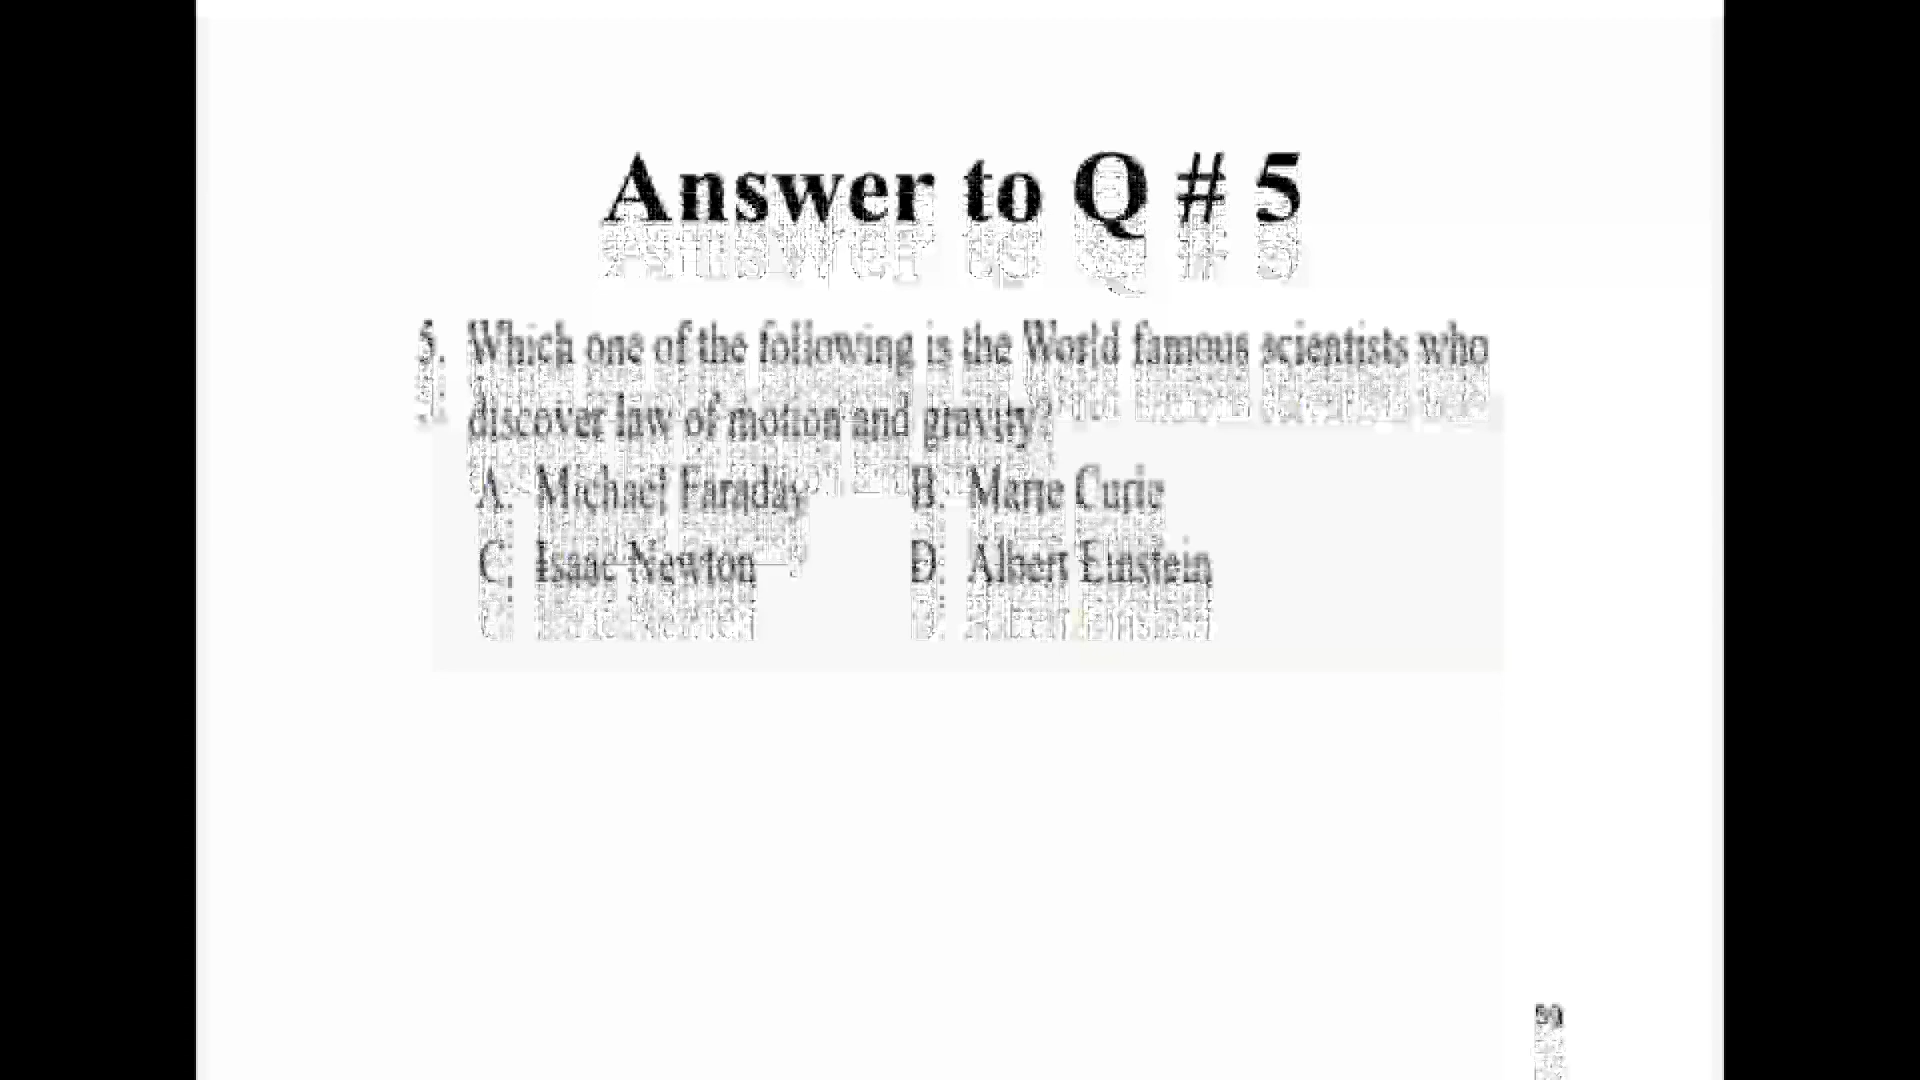 Answer to Q # 5
5. Which one of the following is the World famous scientists who
discover law of motion and gravity?
A. Michael Faraday B. Marie Curie
C. Isaac Newton D. Albert Einstein
59